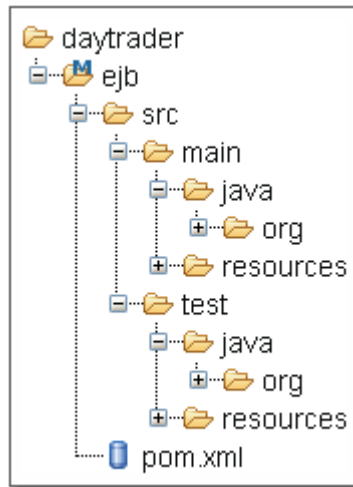 daytrader
M ejb
src
main
java
org
resources
test
java
org
resources
pom.xml